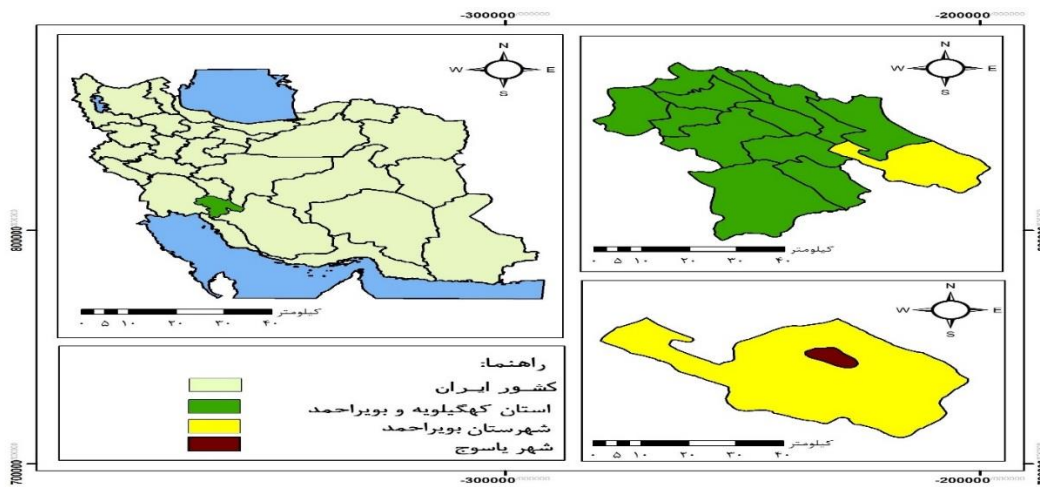 -300000
-200000
N
W E
S
N
W E
S
800000
کیلومتر
۰ ۵ ۱۰ ۲۰ ۳۰ ۴۰
کیلومتر
۰ ۵ ۱۰ ۲۰ ۳۰ ۴۰
N
W E
S
راهنما:
کشور ایران
استان کهگیلویه و بویراحمد
شهرستان بویراحمد
شهر یاسوج
کیلومتر
۰ ۵ ۱۰ ۲۰ ۳۰ ۴۰
700000
-300000
-200000